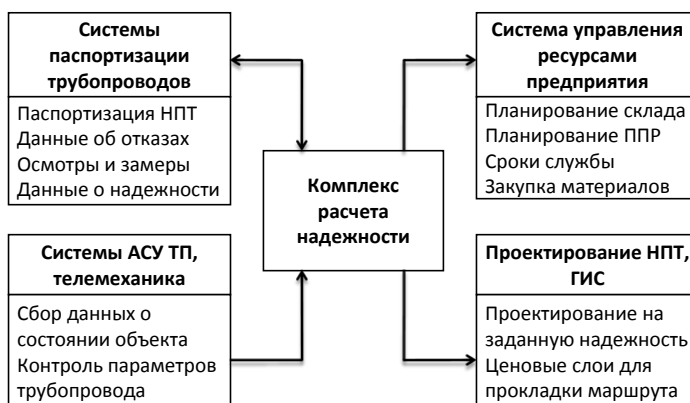 Системы
паспортизации
трубопроводов
Паспортизация НПТ
Данные об отказах
Осмотры и замеры
Данные о надежности
Система управления
ресурсами
предприятия
Планирование склада
Планирование ППР
Сроки службы
Закупка материалов
Комплекс
расчета
надежности
Системы АСУ ТП,
телемеханика
Сбор данных о
состоянии объекта
Контроль параметров
трубопровода
Проектирование НПТ,
ГИС
Проектирование на
заданную надежность
Ценовые слои для
прокладки маршрута